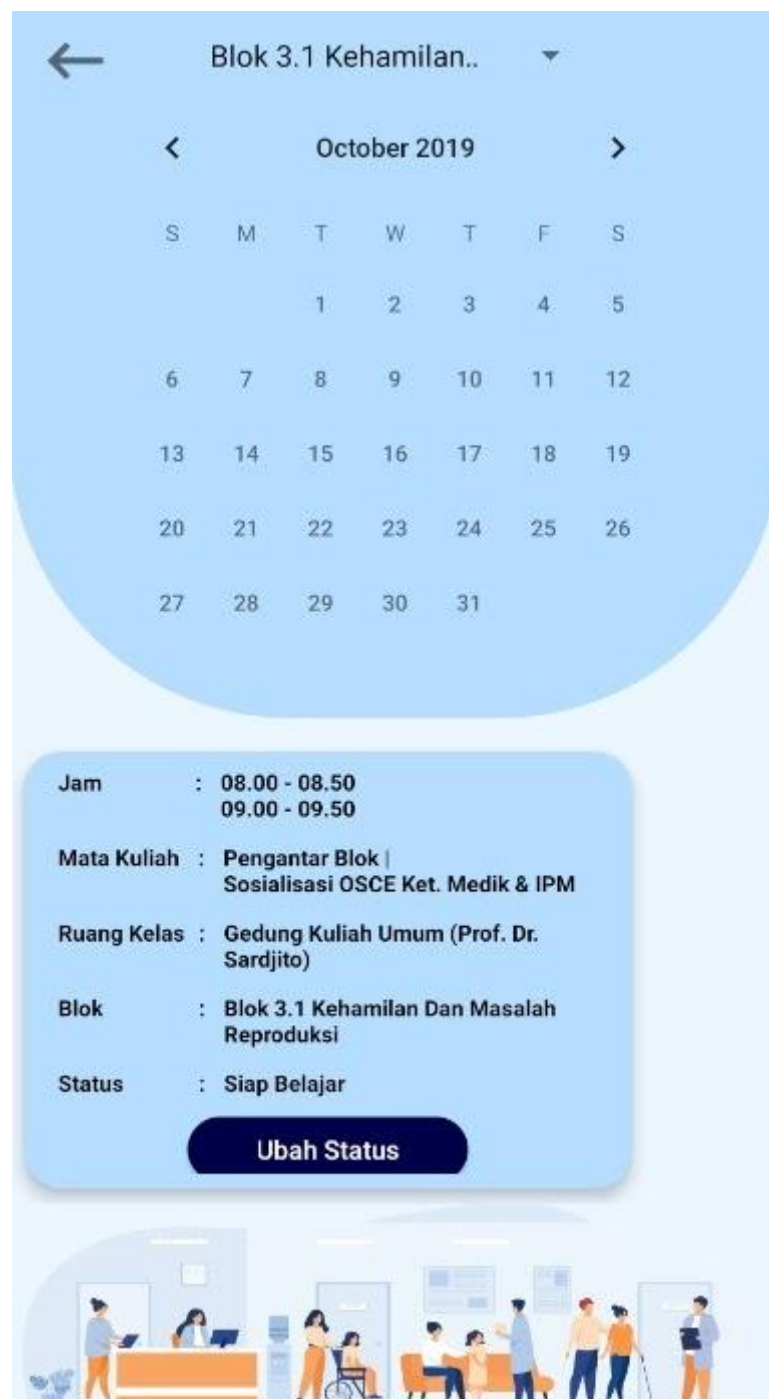 Blok 3.1 Kehamilan..
October 2019
S M T W T F S
1 2 3 4 5
6 7 8 9 10 11 12
13 14 15 16 17 18 19
20 21 22 23 24 25 26
27 28 29 30 31
Jam : 08.00 - 08.50
09.00 - 09.50
Mata Kuliah : Pengantar Blok |
Sosialisasi OSCE Ket. Medik & IPM
Ruang Kelas : Gedung Kuliah Umum (Prof. Dr.
Sardjito)
Blok : Blok 3.1 Kehamilan Dan Masalah
Reproduksi
Status : Siap Belajar
Ubah Status